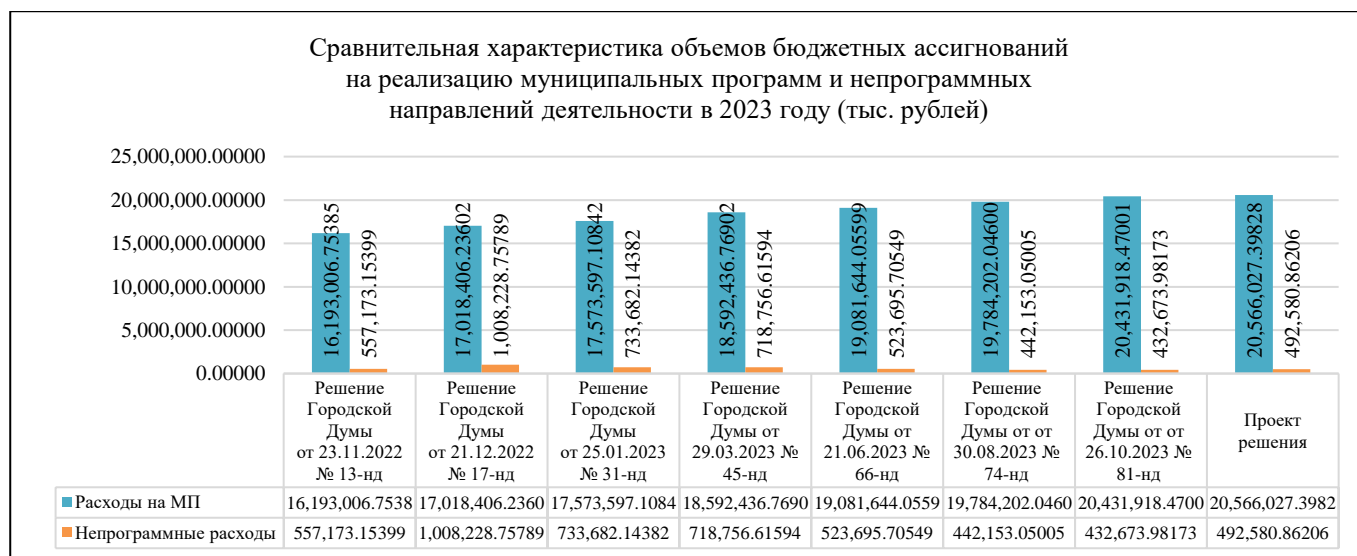 Сравнительная характеристика объемов бюджетных ассигнований
на реализацию муниципальных программ и непрограммных
направлений деятельности в 2023 году (тыс. рублей)
25,000,000.00000
20,000,000.00000
15,000,000.00000
10,000,000.00000
5,000,000.00000
0.00000
16,193,006.75385
557,173.15399
17,018,406.23602
1,008,228.75789
17,573,597.10842
733,682.14382
18,592,436.76902
718,756.61594
19,081,644.05599
523,695.70549
19,784,202.04600
442,153.05005
20,431,918.47001
432,673.98173
20,566,027.39828
492,580.86206
Решение
Городской
Думы
от 23.11.2022
№ 13-нд
Решение
Городской
Думы
от 21.12.2022
№ 17-нд
Решение
Городской
Думы
от 25.01.2023
№ 31-нд
Решение
Городской
Думы от
29.03.2023 №
45-нд
Решение
Городской
Думы от
21.06.2023 №
66-нд
Решение
Городской
Думы от от
30.08.2023 №
74-нд
Решение
Городской
Думы от от
26.10.2023 №
81-нд
Проект
решения
Расходы на МП 16,193,006.7538 17,018,406.2360 17,573,597.1084 18,592,436.7690 19,081,644.0559 19,784,202.0460 20,431,918.4700 20,566,027.3982
Непрограммные расходы 557,173.15399 1,008,228.75789 733,682.14382 718,756.61594 523,695.70549 442,153.05005 432,673.98173 492,580.86206